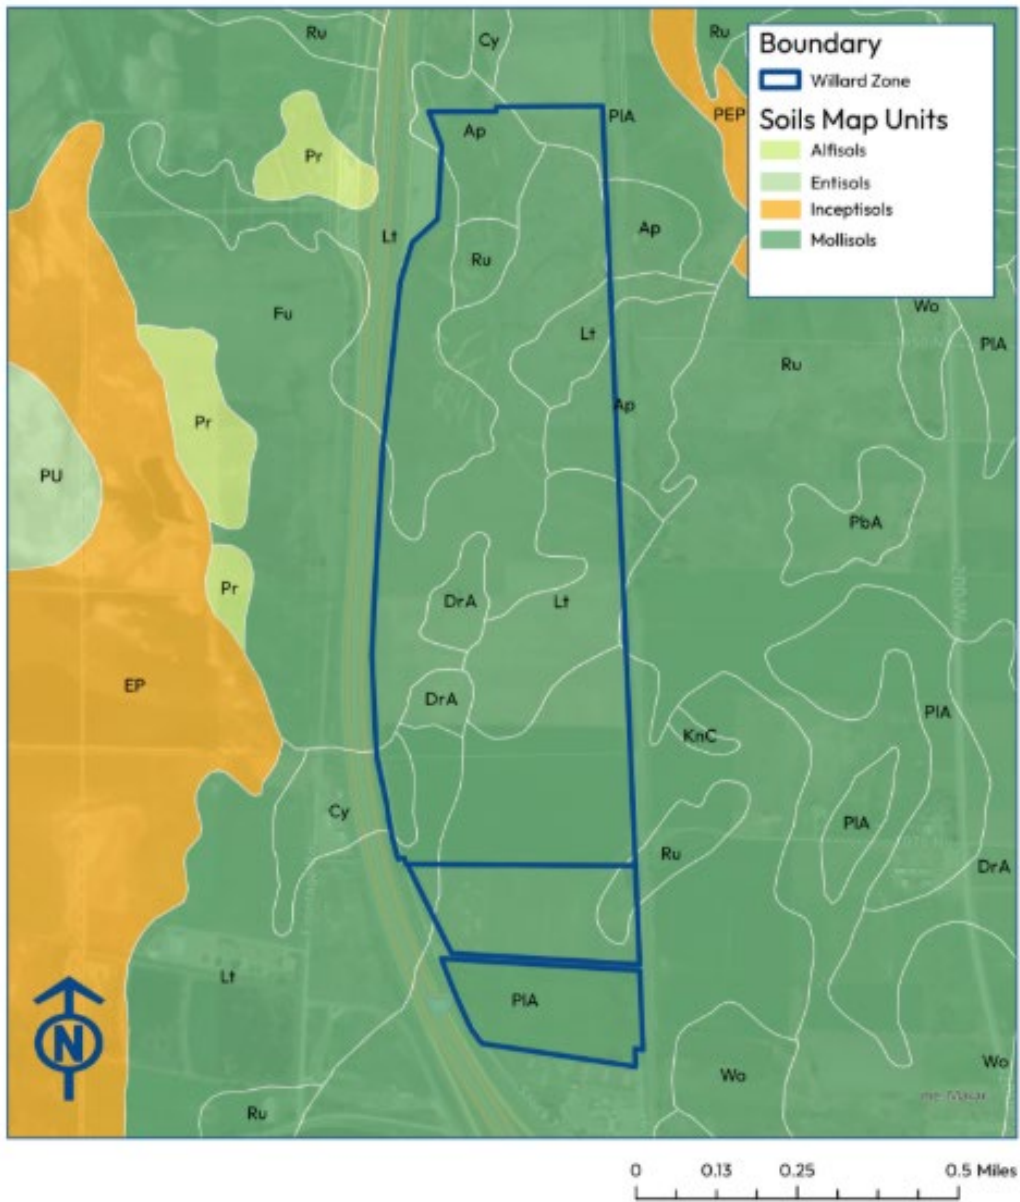 Boundary
Willard Zone
Soils Map Units
Alfisols
Entisols
Inceptisols
Mollisols
Ru
Cy
Ru
PlA
PEP
Ap
Pr
Lt
Ap
Ru
Fu
Lt
Wo
PlA
Ru
Ap
Pr
PU
PbA
Pr
DrA
Lt
EP
DrA
PlA
KnC
Cy
PlA
Ru
DrA
Lt
PlA
N
Wo
Wo
Ru
0 0.13 0.25 0.5 Miles